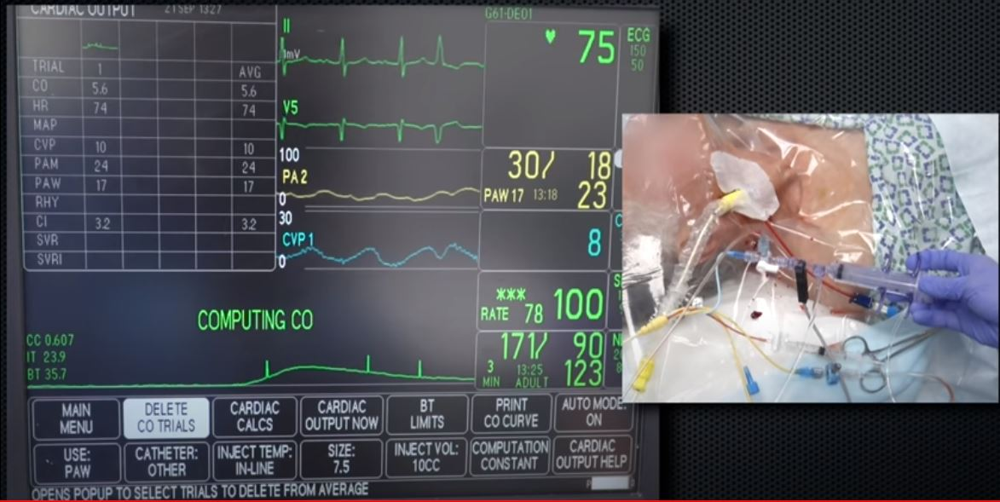 CARDIAC OUTPUT 21 SEP 1327
G61-DE01
TRIAL 1 AVG
CO 5.6 5.6
HR 74 74
MAP
CVP 10 10
PAM 24 24
PAW 17 17
RHY
CI 3.2 3.2
SVR
SVRI
COMPUTING CO
CC 0.607
IT 23.9
BT 35.7
II
1mV
V5
100
PA 2
0
30
CVP 1
0
75
ECG
150
50
30/ 18
PAW 17 13:18 23
8
***
RATE 78 100
171/ 90
3 13:25 123
MIN ADULT
MAIN MENU
DELETE CO TRIALS
CARDIAC CALCS
CARDIAC OUTPUT NOW
BT LIMITS
PRINT CO CURVE
AUTO MODE: ON
USE: PAW
CATHETER: OTHER
INJECT TEMP: IN-LINE
SIZE: 7.5
INJECT VOL: 10CC
COMPUTATION CONSTANT
CARDIAC OUTPUT HELP
OPENS POPUP TO SELECT TRIALS TO DELETE FROM AVERAGE